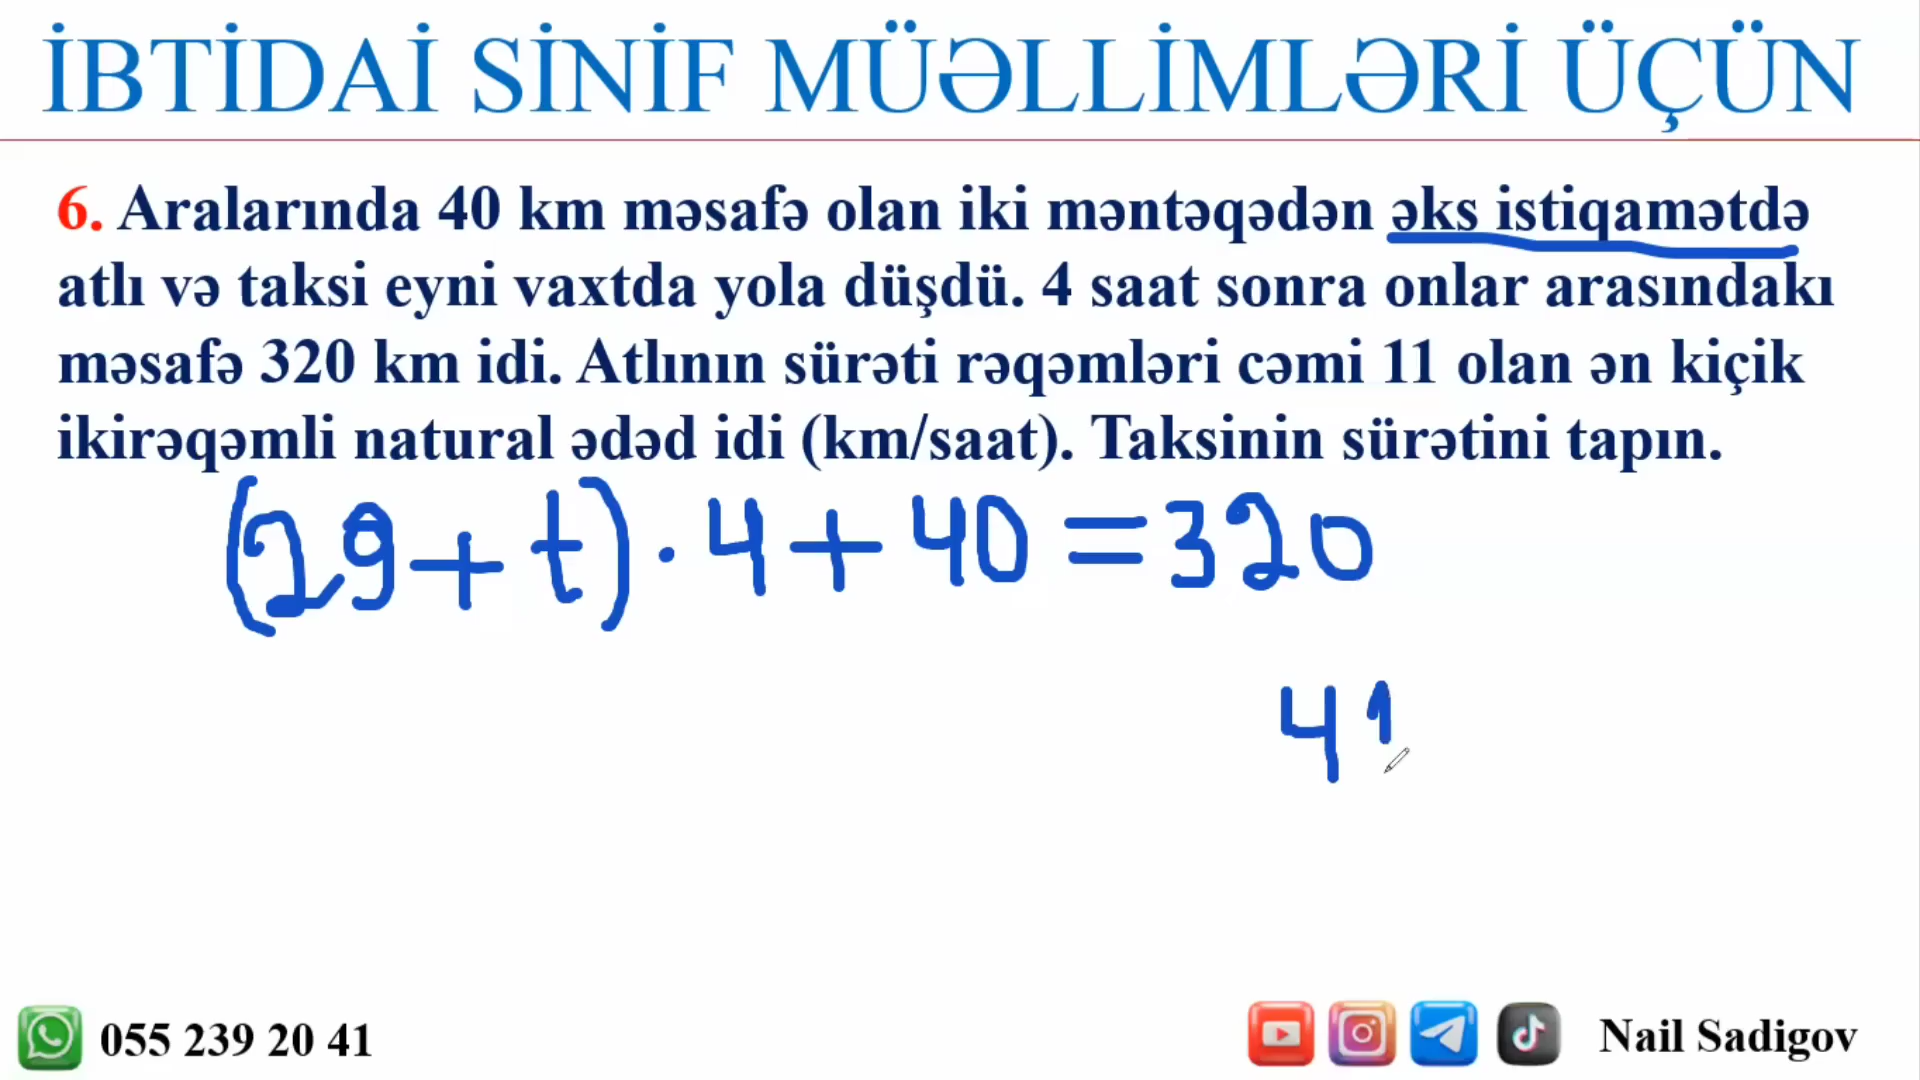 İBTİDAİ SİNİF MÜƏLLİMLƏRİ ÜÇÜN
6. Aralarında 40 km məsafə olan iki məntəqədən əks istiqamətdə
atlı və taksi eyni vaxtda yola düşdü. 4 saat sonra onlar arasındakı
məsafə 320 km idi. Atlının sürəti rəqəmləri cəmi 11 olan ən kiçik
ikirəqəmli natural ədəd idi (km/saat). Taksinin sürətini tapın.
(29+t)·4+40=320
41
055 239 20 41
Nail Sadigov